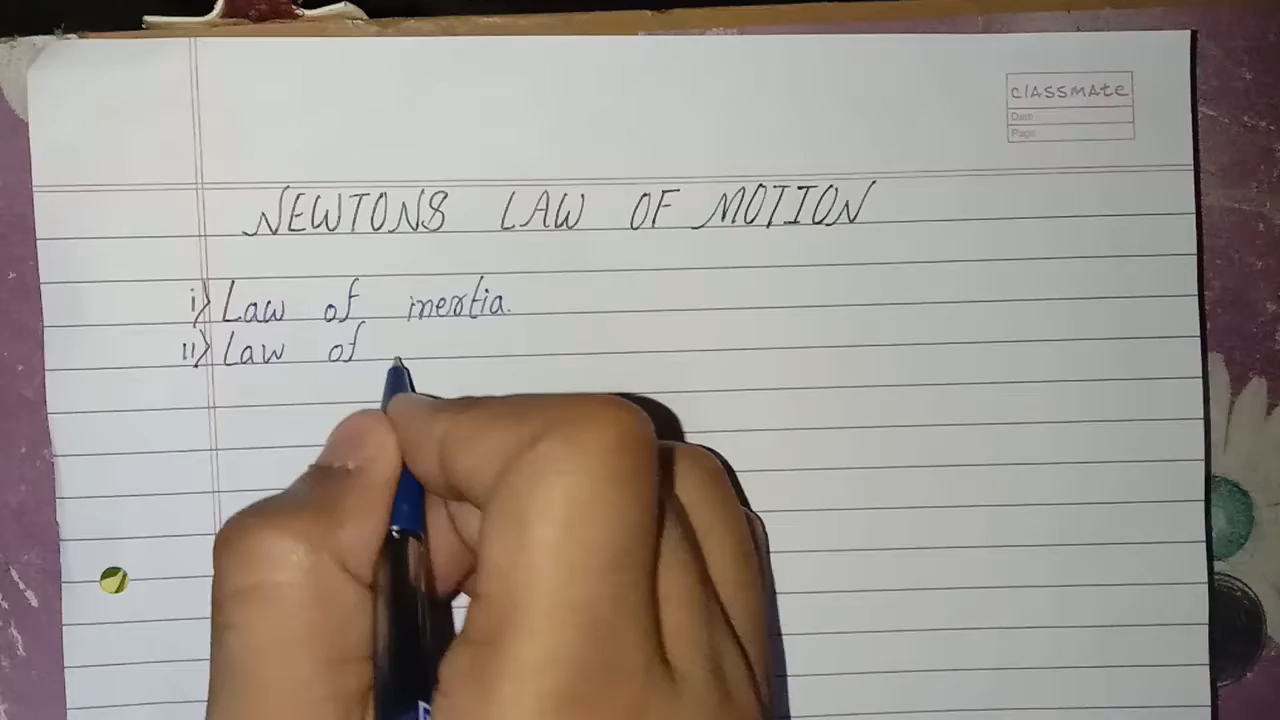 classmate
Date
Page
NEWTONS LAW OF MOTION
i) Law of inertia.
ii) Law of